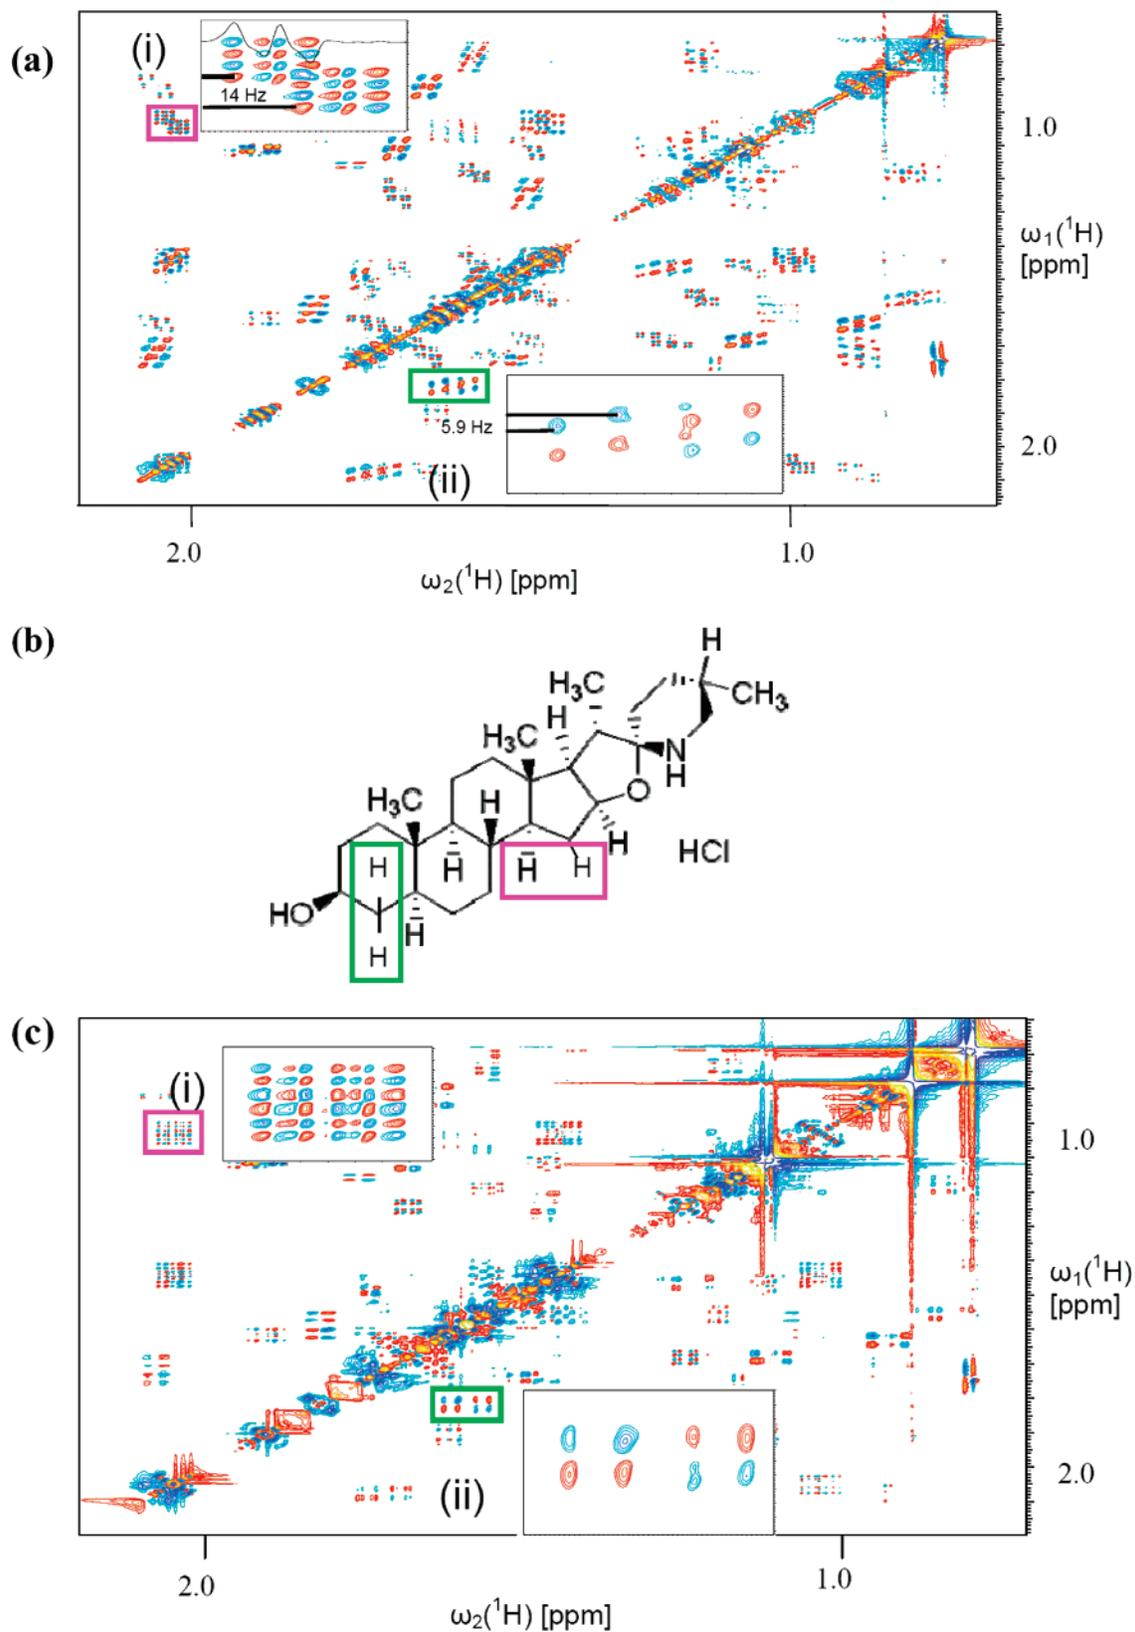 (a)
(i)
14 Hz
1.0
ω₁(¹H)
[ppm]
5.9 Hz
2.0
(ii)
2.0
1.0
ω₂(¹H) [ppm]
(b)
H
H₃C
CH₃
H
H₃C
N
H
O
H₃C
H
H
HCl
H
H
H
H
HO
H
H
(c)
(i)
1.0
ω₁(¹H)
[ppm]
2.0
(ii)
2.0
1.0
ω₂(¹H) [ppm]